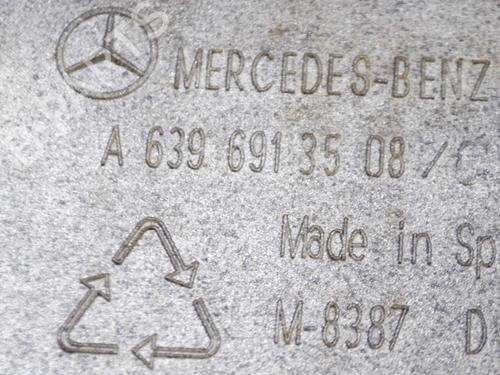 MERCEDES-BENZ
A 639 691 35 08 / C
Made in Sp
M-8387 D